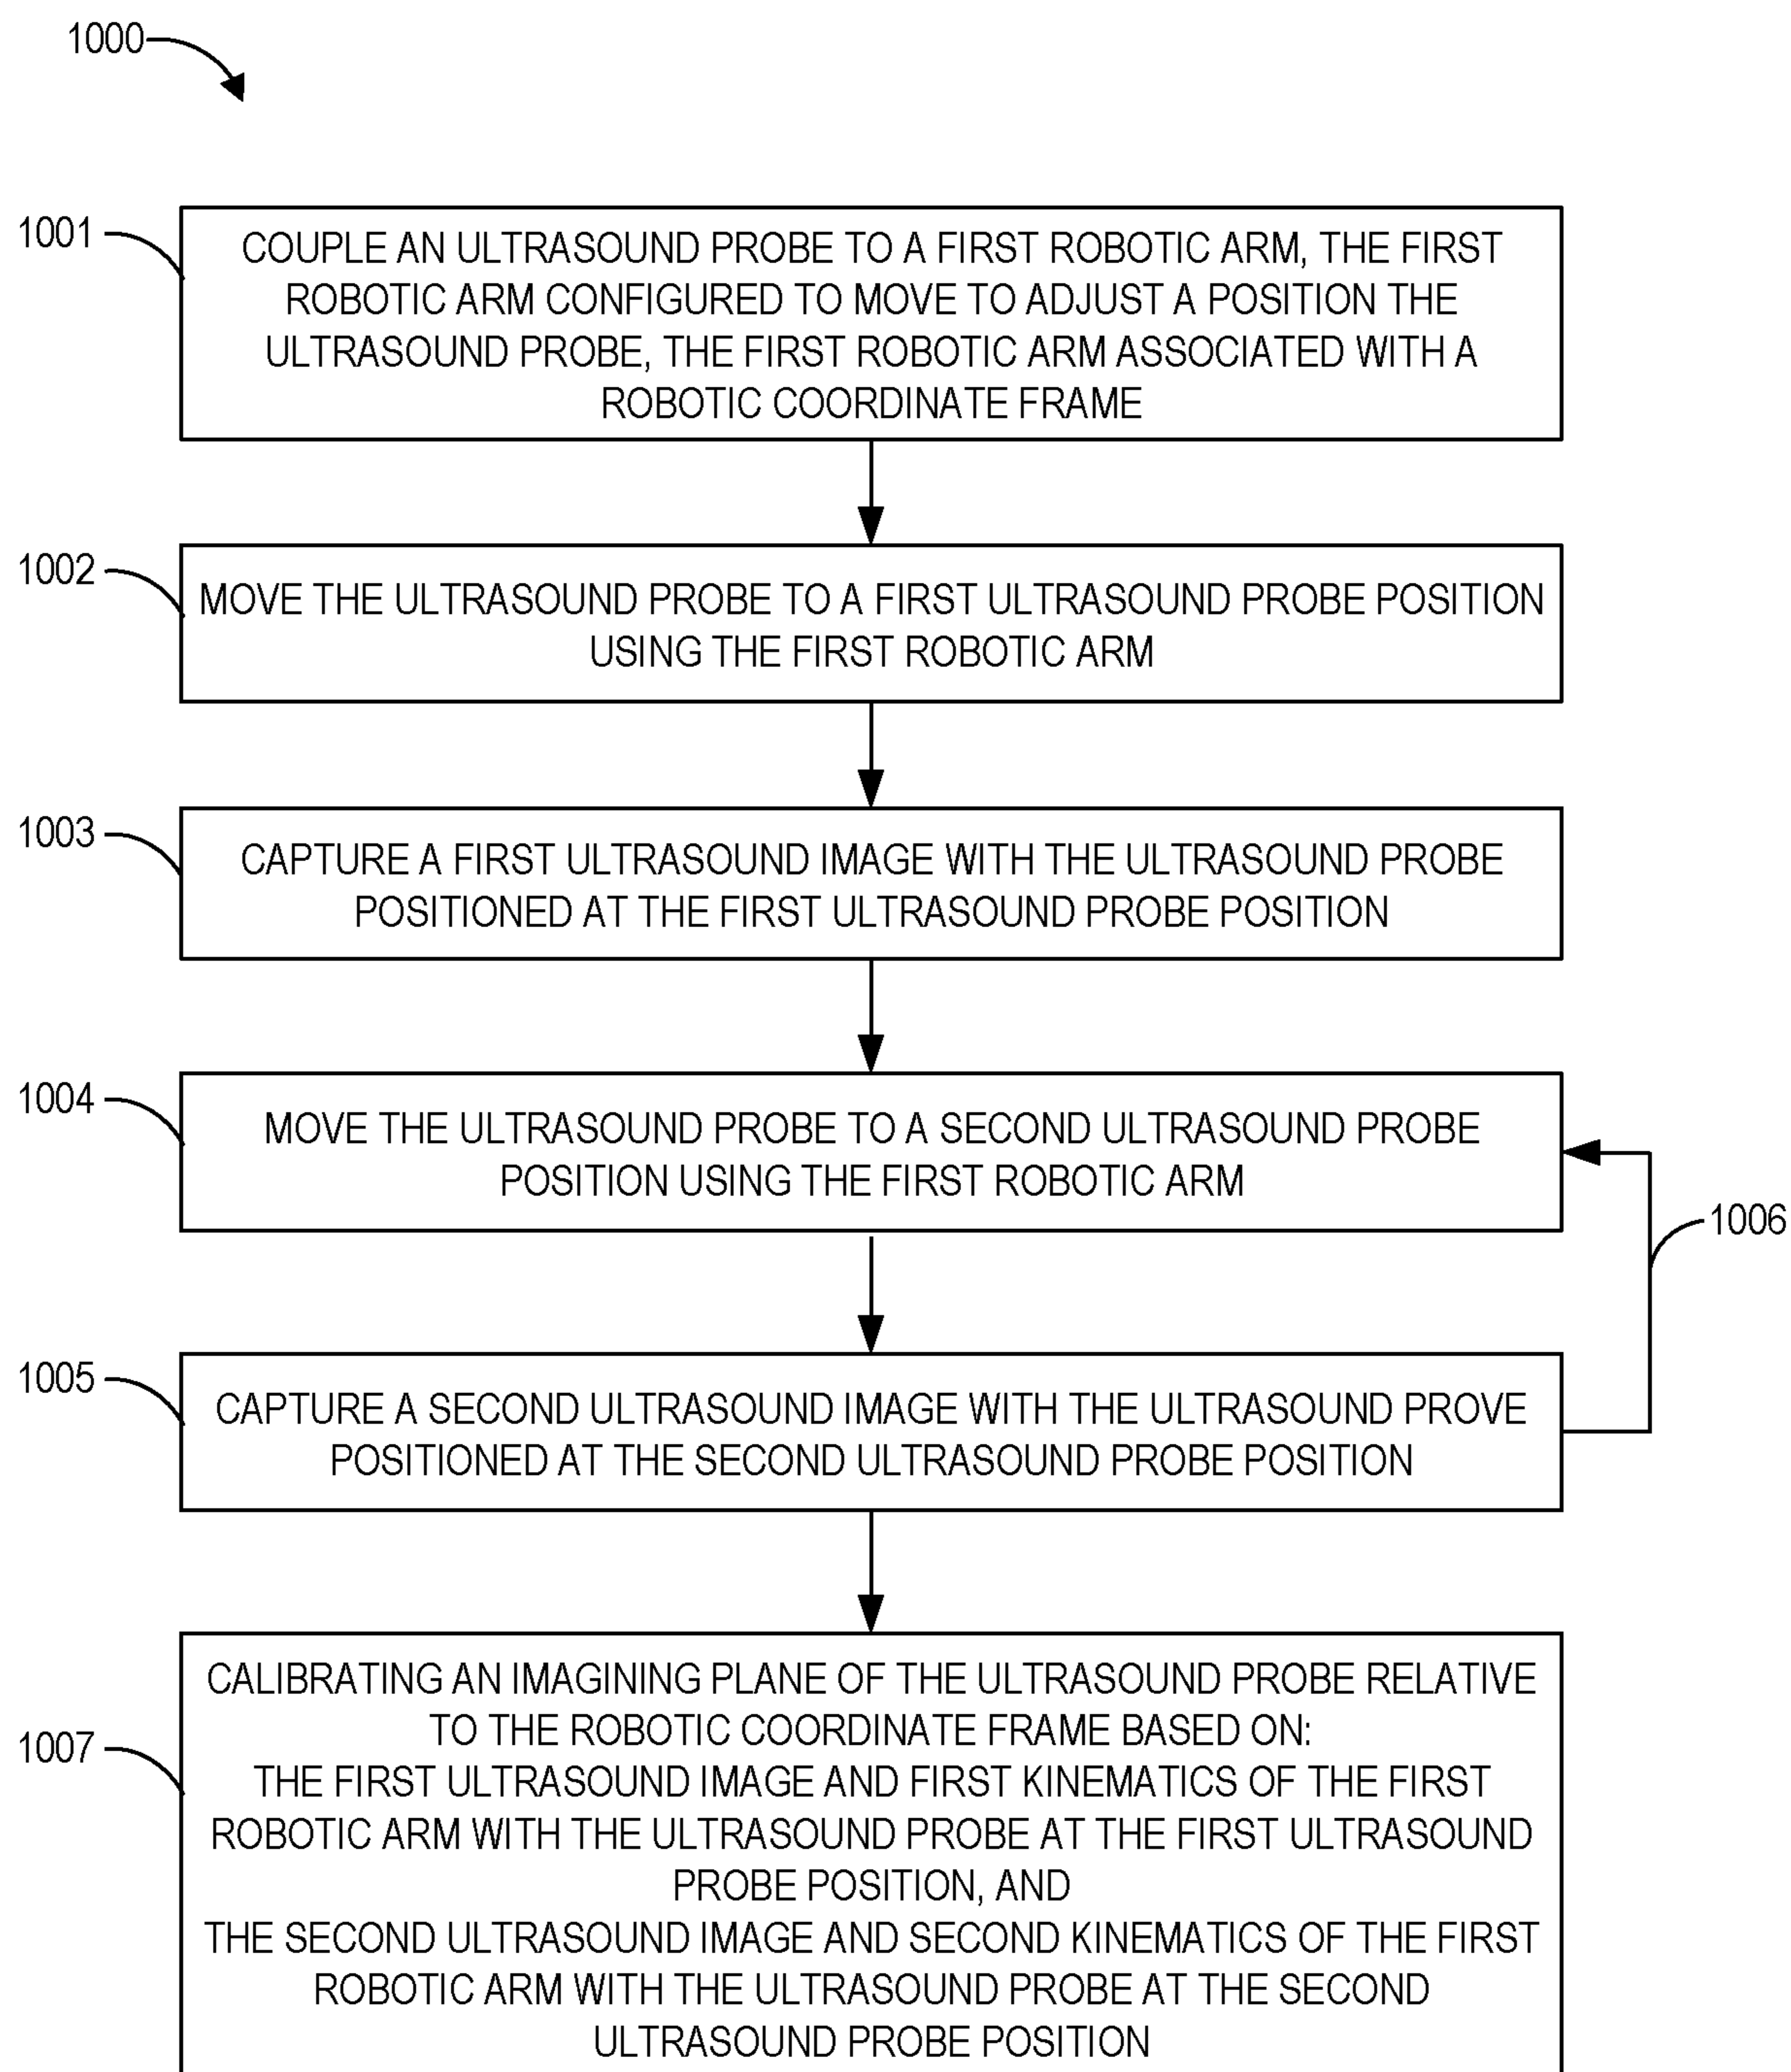 1000
1001
COUPLE AN ULTRASOUND PROBE TO A FIRST ROBOTIC ARM, THE FIRST
ROBOTIC ARM CONFIGURED TO MOVE TO ADJUST A POSITION THE
ULTRASOUND PROBE, THE FIRST ROBOTIC ARM ASSOCIATED WITH A
ROBOTIC COORDINATE FRAME
1002
MOVE THE ULTRASOUND PROBE TO A FIRST ULTRASOUND PROBE POSITION
USING THE FIRST ROBOTIC ARM
1003
CAPTURE A FIRST ULTRASOUND IMAGE WITH THE ULTRASOUND PROBE
POSITIONED AT THE FIRST ULTRASOUND PROBE POSITION
1004
MOVE THE ULTRASOUND PROBE TO A SECOND ULTRASOUND PROBE
POSITION USING THE FIRST ROBOTIC ARM
1006
1005
CAPTURE A SECOND ULTRASOUND IMAGE WITH THE ULTRASOUND PROVE
POSITIONED AT THE SECOND ULTRASOUND PROBE POSITION
1007
CALIBRATING AN IMAGINING PLANE OF THE ULTRASOUND PROBE RELATIVE
TO THE ROBOTIC COORDINATE FRAME BASED ON:
THE FIRST ULTRASOUND IMAGE AND FIRST KINEMATICS OF THE FIRST
ROBOTIC ARM WITH THE ULTRASOUND PROBE AT THE FIRST ULTRASOUND
PROBE POSITION, AND
THE SECOND ULTRASOUND IMAGE AND SECOND KINEMATICS OF THE FIRST
ROBOTIC ARM WITH THE ULTRASOUND PROBE AT THE SECOND
ULTRASOUND PROBE POSITION